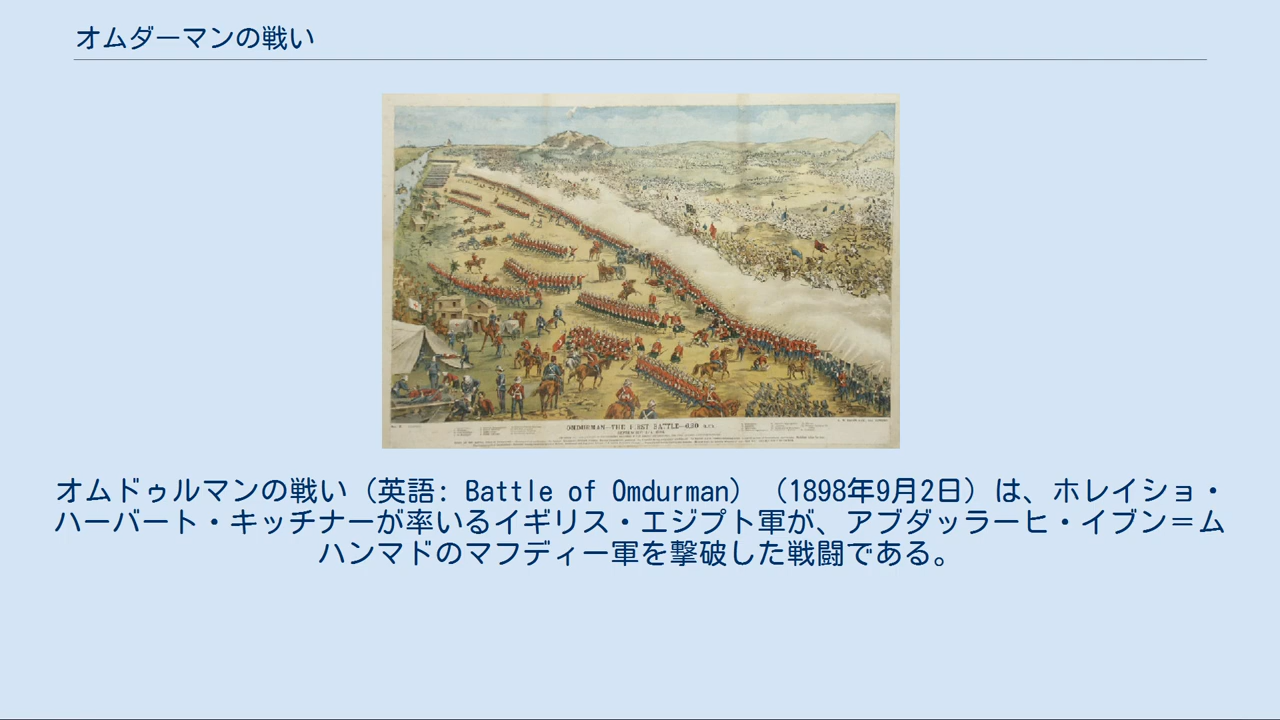 オムダーマンの戦い
OMDURMAN—THE FIRST BATTLE—6.30 A.M.
オムドゥルマンの戦い（英語: Battle of Omdurman）（1898年9月2日）は、ホレイショ・
ハーバート・キッチナーが率いるイギリス・エジプト軍が、アブダッラーヒ・イブン＝ム
ハンマドのマフディー軍を撃破した戦闘である。